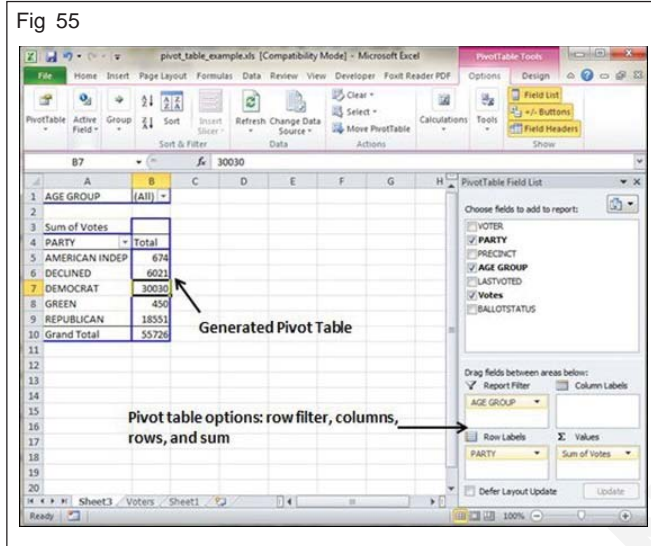 Fig 55
pivot_table_example.xls [Compatibility Mode] - Microsoft Excel
PivotTable Tools
File Home Insert Page Layout Formulas Data Review View Developer Foxit Reader PDF Options Design
PivotTable
Active Field
Group
Sort
Insert Slicer
Refresh
Change Data Source
Clear
Select
Move PivotTable
Calculations
Tools
Field List
+/- Buttons
Field Headers
Sort & Filter Data Actions Show
B7 fx 30030
A B C D E F G H
1 AGE GROUP (All)
2
3 Sum of Votes
4 PARTY Total
5 AMERICAN INDEP 674
6 DECLINED 6021
7 DEMOCRAT 30030
8 GREEN 450
9 REPUBLICAN 18551
10 Grand Total 55726
11
12
13
14
15
16
17
18
19
20
Generated Pivot Table
Pivot table options: row filter, columns,
rows, and sum
PivotTable Field List
Choose fields to add to report:
VOTER
PARTY
PRECINCT
AGE GROUP
LASTVOTED
Votes
BALLOTSTATUS
Drag fields between areas below:
Report Filter Column Labels
AGE GROUP
Row Labels Σ Values
PARTY Sum of Votes
Defer Layout Update Update
Sheet3 Voters Sheet1
Ready 100%